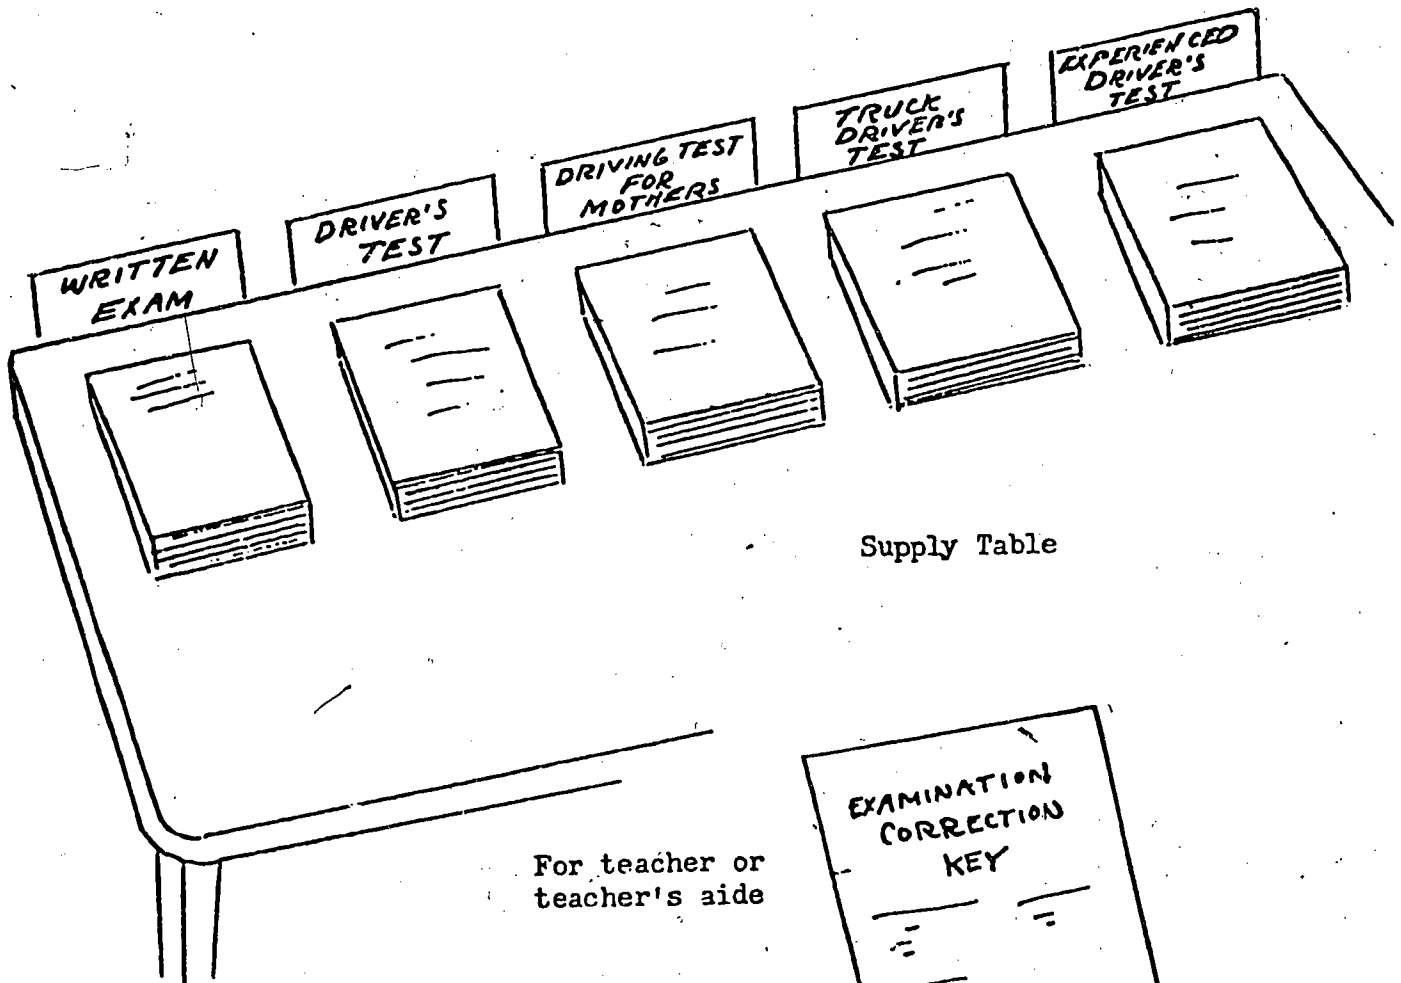 WRITTEN
EXAM
DRIVER'S
TEST
DRIVING TEST
FOR
MOTHERS
TRUCK
DRIVER'S
TEST
EXPERIENCED
DRIVER'S
TEST
Supply Table
For teacher or
teacher's aide
EXAMINATION
CORRECTION
KEY